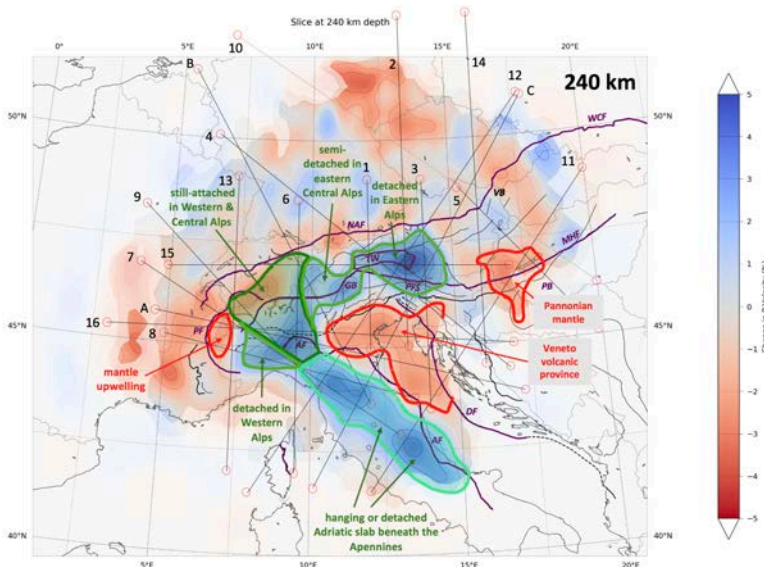 Slice at 240 km depth
0° 5°E 10°E 15°E 20°E
B 10 2 14 12 C
240 km
50°N 50°N
WCF
4 semi-
detached in
eastern
Central Alps
11
13 1 3
still-attached
in Western &
Central Alps
detached
in Eastern
Alps
VB
9 6 5
NAF
MHF
7 15
TW
GB PFS
PB
A
Pannonian
mantle
16 8
45°N PF AF 45°N
mantle
upwelling
Veneto
volcanic
province
detached in
Western
Alps
DF
AF
hanging or detached
Adriatic slab beneath the
Apennines
40°N 40°N
5°E 10°E 15°E 20°E
5
4
3
2
1
0
−1
−2
−3
−4
−5